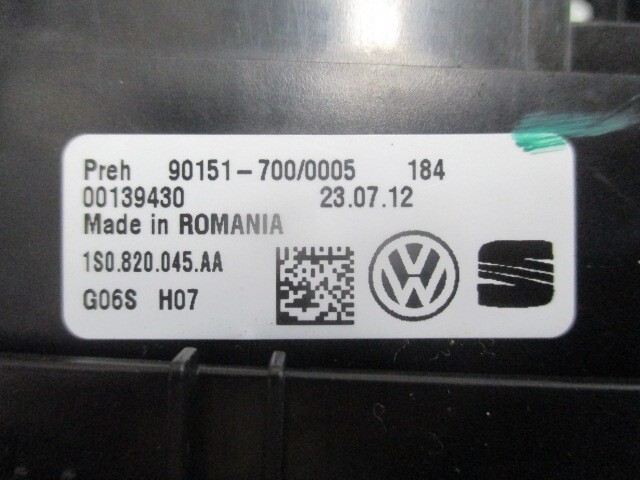 Preh 90151-700/0005 184
00139430 23.07.12
Made in ROMANIA
1S0.820.045.AA
G06S H07